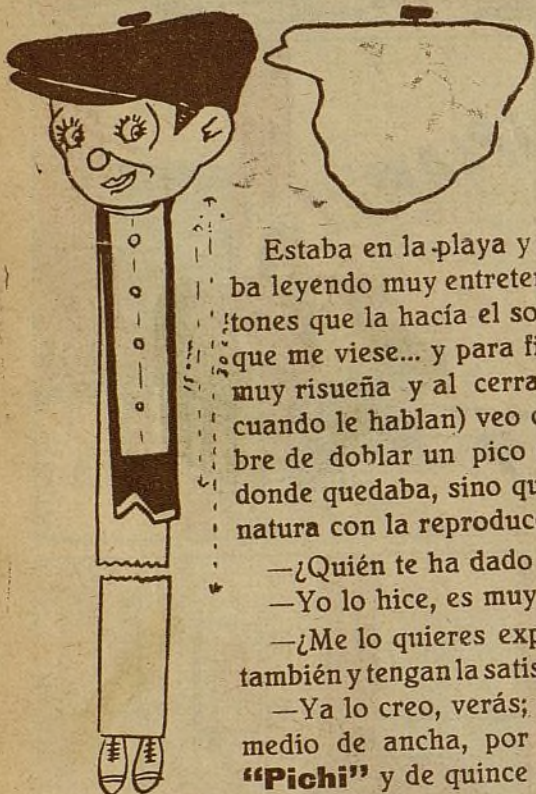 Estaba en la playa y
ba leyendo muy entreten
tones que la hacía el so
que me viese... y para fi
muy risueña y al cerra
cuando le hablan) veo
bre de doblar un pico
donde quedaba, sino qu
natura con la reproduc
—¿Quién te ha dado
—Yo lo hice, es muy
—¿Me lo quieres exp
también y tengan la satis
—Ya lo creo, verás;
medio de ancha, por
“Pichi” y de quince